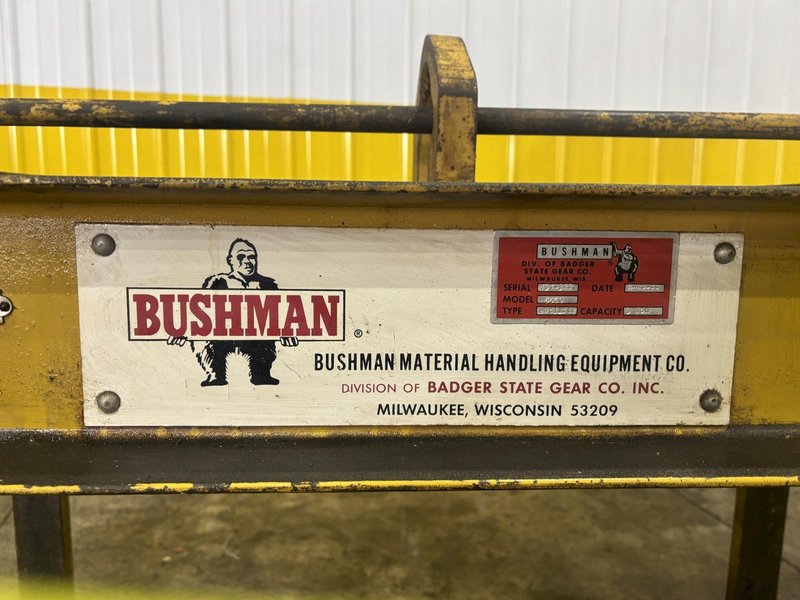 BUSHMAN
®
BUSHMAN MATERIAL HANDLING EQUIPMENT CO.
DIVISION OF BADGER STATE GEAR CO. INC.
MILWAUKEE, WISCONSIN 53209
BUSHMAN
DIV. OF BADGER
STATE GEAR CO.
MILWAUKEE, WIS.
SERIAL DATE
MODEL
TYPE CAPACITY